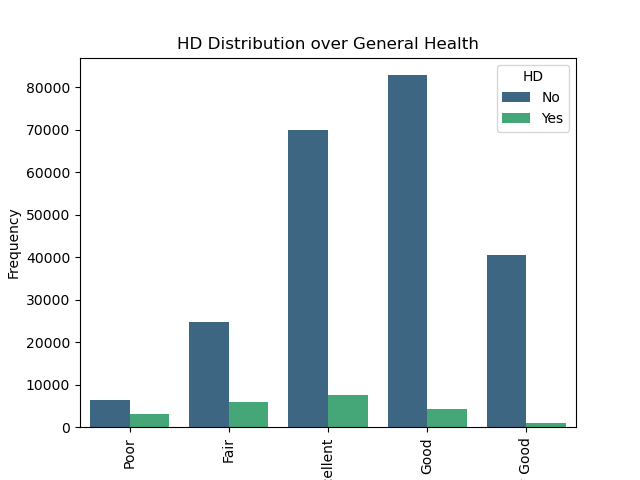 HD Distribution over General Health
HD
No
Yes
80000
70000
60000
50000
40000
30000
20000
10000
0
Frequency
Poor
Fair
cellent
Good
Good